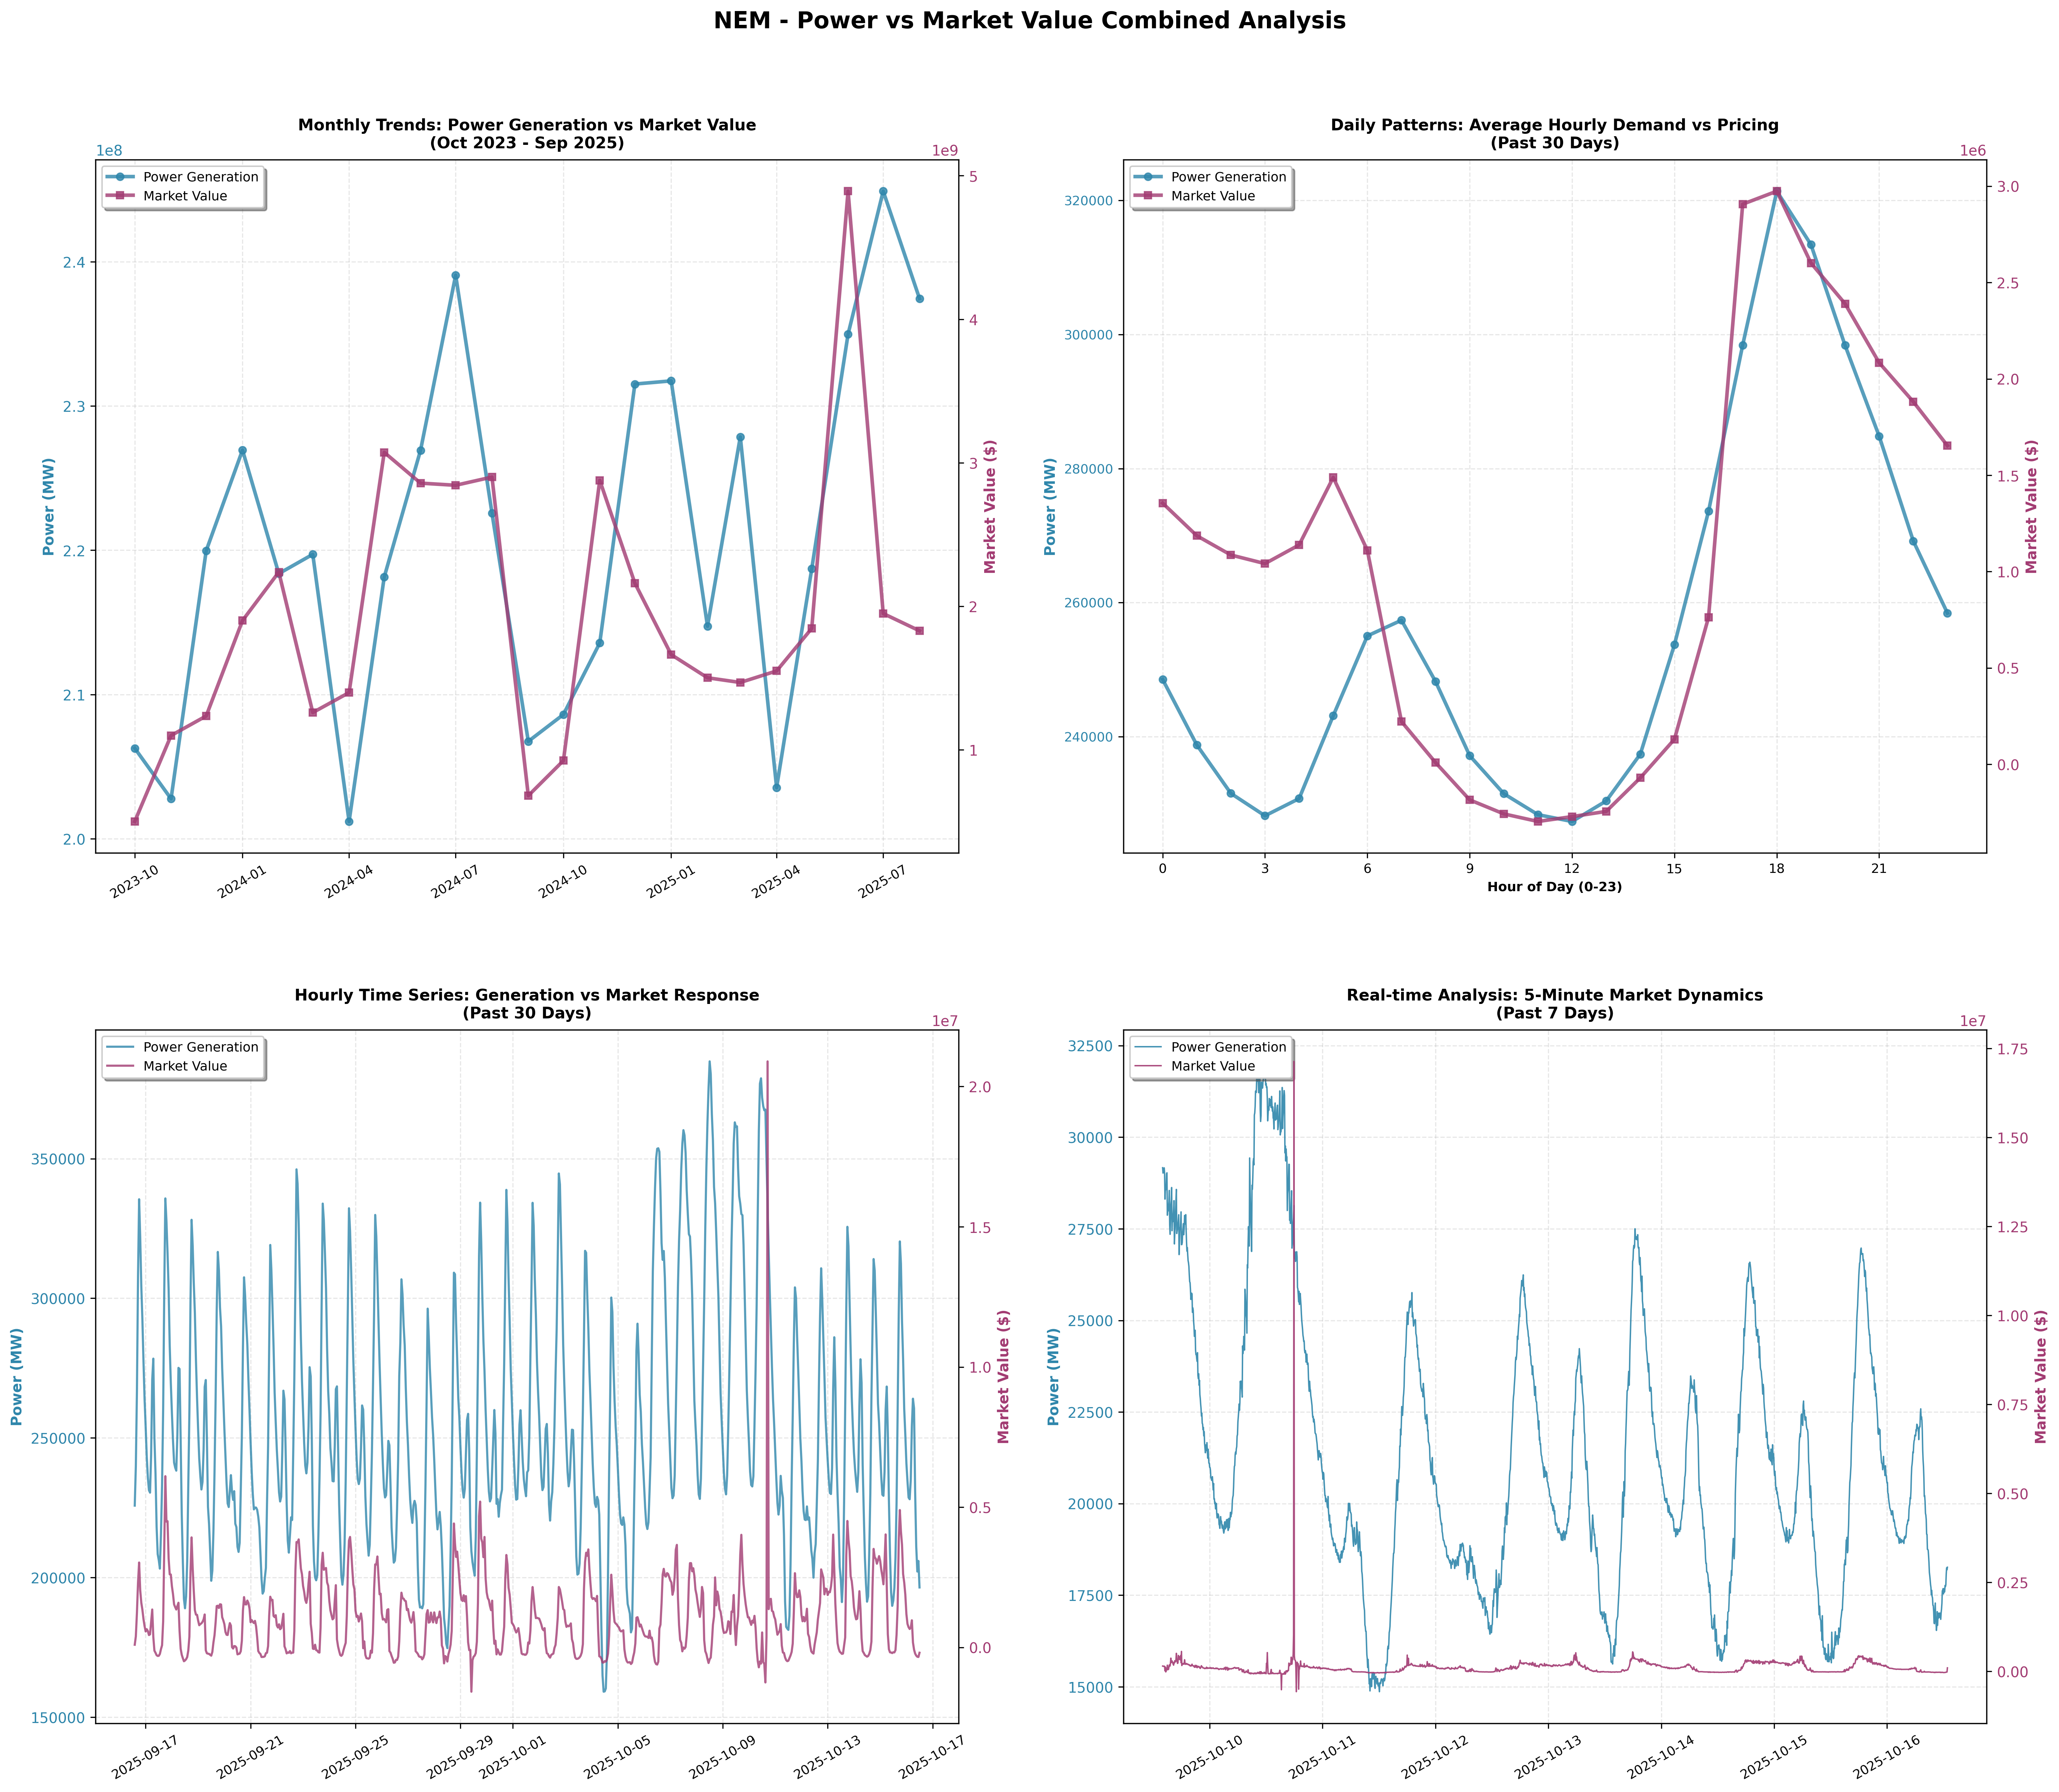 NEM - Power vs Market Value Combined Analysis
Monthly Trends: Power Generation vs Market Value
(Oct 2023 - Sep 2025)
1e8
1e9
Power Generation
Market Value
2.4
2.3
2.2
2.1
2.0
Power (MW)
5
4
3
2
1
Market Value ($)
2023-10
2024-01
2024-04
2024-07
2024-10
2025-01
2025-04
2025-07
Daily Patterns: Average Hourly Demand vs Pricing
(Past 30 Days)
1e6
Power Generation
Market Value
320000
300000
280000
260000
240000
Power (MW)
3.0
2.5
2.0
1.5
1.0
0.5
0.0
Market Value ($)
0
3
6
9
12
15
18
21
Hour of Day (0-23)
Hourly Time Series: Generation vs Market Response
(Past 30 Days)
1e7
Power Generation
Market Value
350000
300000
250000
200000
150000
Power (MW)
2.0
1.5
1.0
0.5
0.0
Market Value ($)
2025-09-17
2025-09-21
2025-09-25
2025-09-29
2025-10-01
2025-10-05
2025-10-09
2025-10-13
2025-10-17
Real-time Analysis: 5-Minute Market Dynamics
(Past 7 Days)
1e7
Power Generation
Market Value
32500
30000
27500
25000
22500
20000
17500
15000
Power (MW)
1.75
1.50
1.25
1.00
0.75
0.50
0.25
0.00
Market Value ($)
2025-10-10
2025-10-11
2025-10-12
2025-10-13
2025-10-14
2025-10-15
2025-10-16